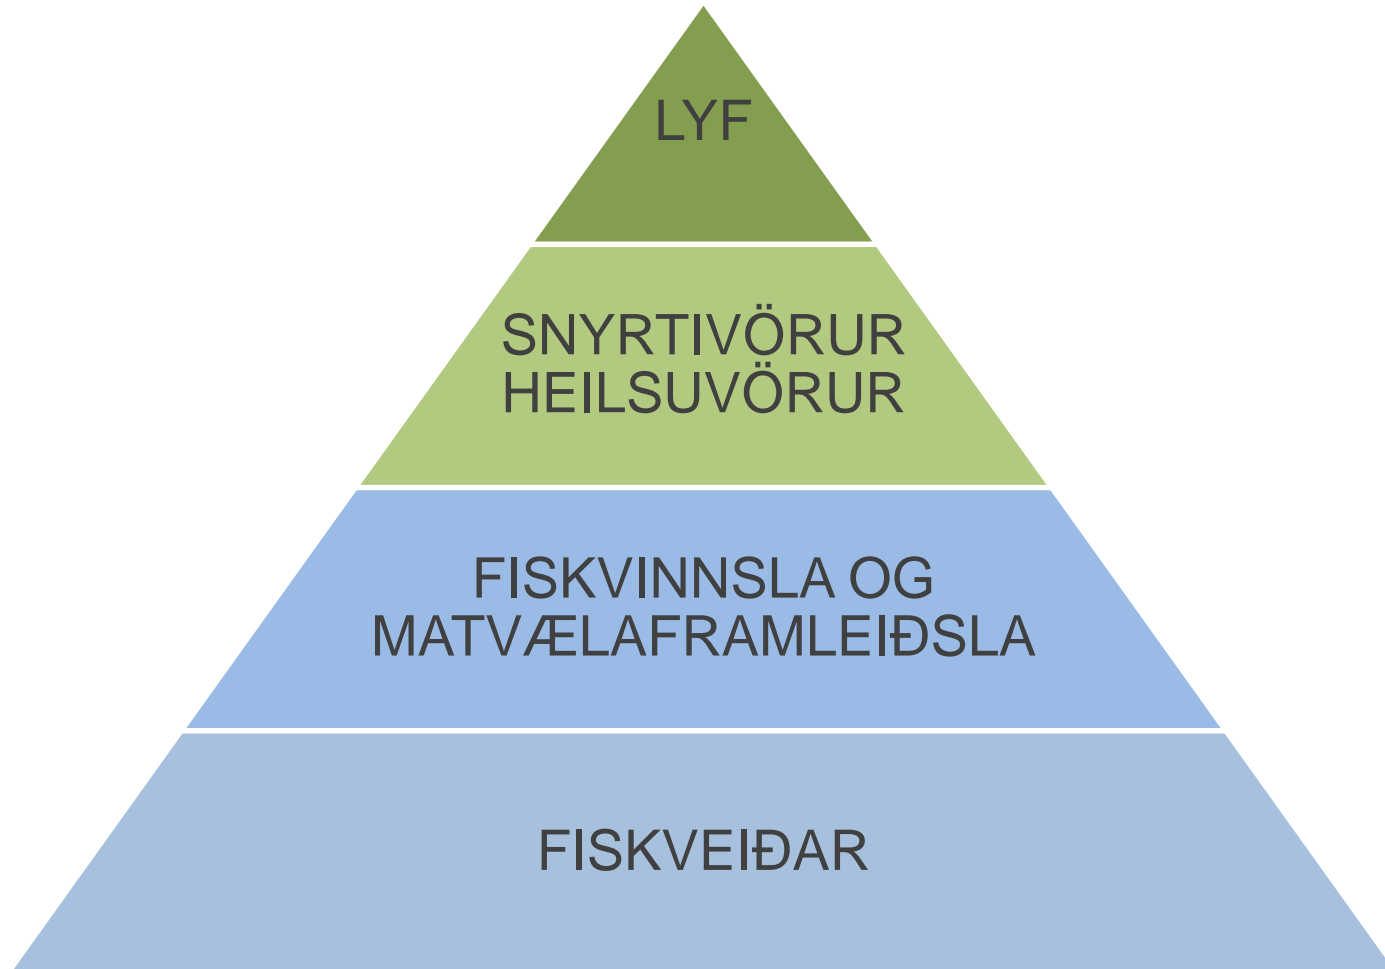 LYF
SNYRTIVÖRUR
HEILSUVÖRUR
FISKVINNSLA OG
MATVÆLAFRAMLEIÐSLA
FISKVEIÐAR